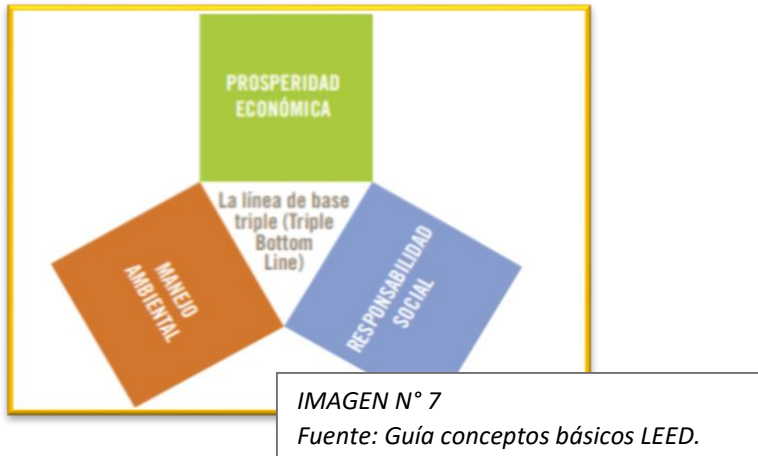 PROSPERIDAD
ECONÓMICA
La línea de base
triple (Triple
Bottom
Line)
MANEJO
AMBIENTAL
RESPONSABILIDAD
SOCIAL
IMAGEN N° 7
Fuente: Guía conceptos básicos LEED.